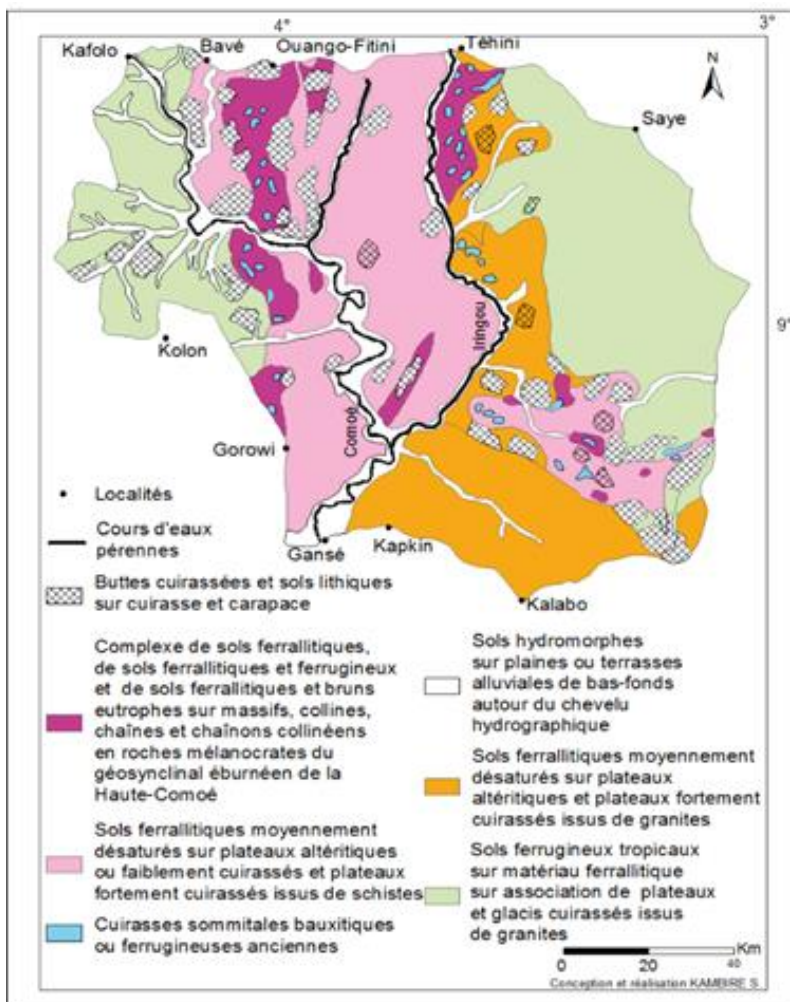 4°
3°
Kafolo
Bavé
Ouango-Fitini
Téhini
N
Saye
9°
Kolon
Iringou
Comoé
Gorowi
Gansé
Kapkin
Kalabo
Localités
Cours d'eaux
pérennes
Buttes cuirassées et sols lithiques
sur cuirasse et carapace
Complexe de sols ferrallitiques,
de sols ferrallitiques et ferrugineux
et de sols ferrallitiques et bruns
eutrophes sur massifs, collines,
chaînes et chaînons collinéens
en roches mélanocrates du
géosynclinal éburnéen de la
Haute-Comoé
Sols ferrallitiques moyennement
désaturés sur plateaux altéritiques
ou faiblement cuirassés et plateaux
fortement cuirassés issus de schistes
Cuirasses sommitales bauxitiques
ou ferrugineuses anciennes
Sols hydromorphes
sur plaines ou terrasses
alluviales de bas-fonds
autour du chevelu
hydrographique
Sols ferrallitiques moyennement
désaturés sur plateaux
altéritiques et plateaux fortement
cuirassés issus de granites
Sols ferrugineux tropicaux
sur matériau ferrallitique
sur association de plateaux
et glacis cuirassés issus
de granites
Km
0 20 40
Conception et réalisation KAMBIRE S.